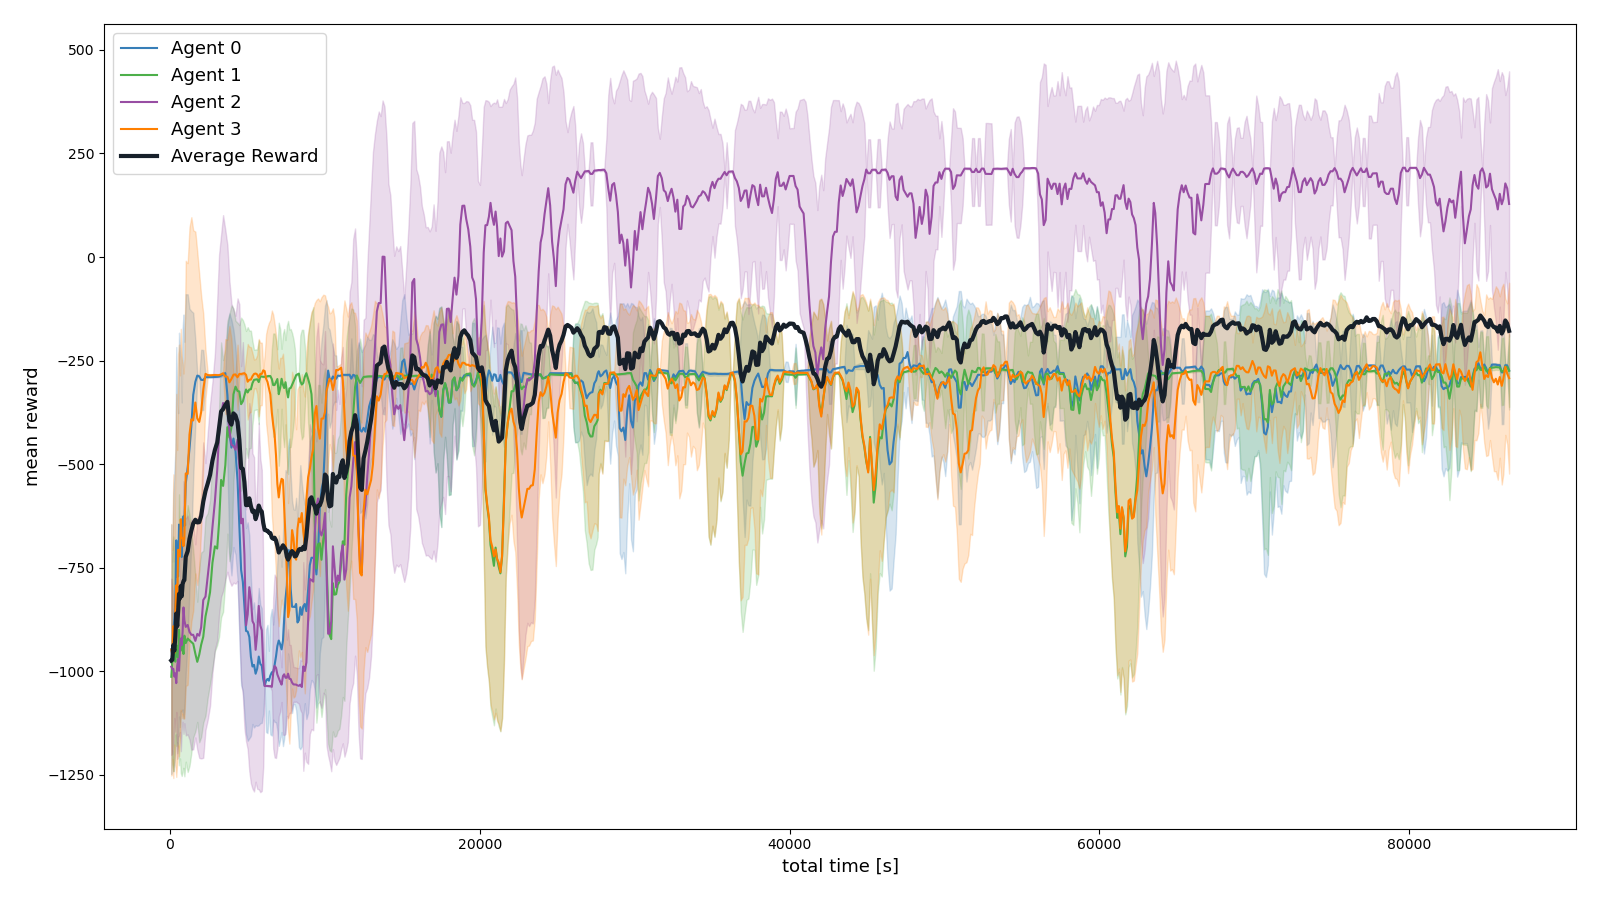 Agent 0
Agent 1
Agent 2
Agent 3
Average Reward
500
250
0
−250
−500
−750
−1000
−1250
mean reward
0
20000
40000
60000
80000
total time [s]